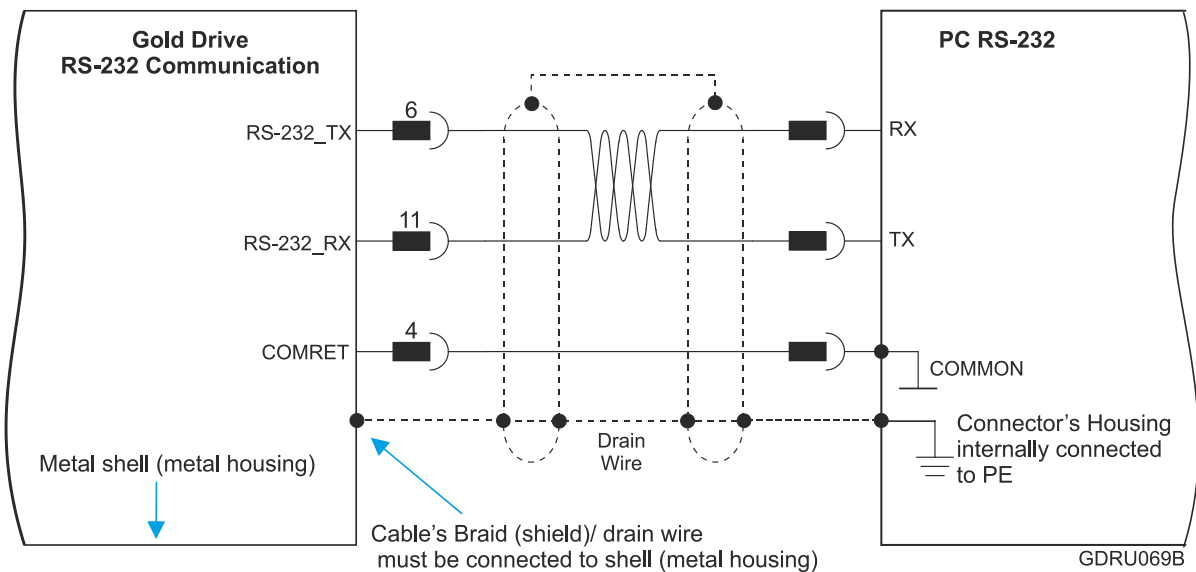 Gold Drive
RS-232 Communication
PC RS-232
6
RS-232_TX
RX
11
RS-232_RX
TX
4
COMRET
COMMON
Drain
Wire
Connector's Housing
internally connected
to PE
Metal shell (metal housing)
Cable's Braid (shield)/ drain wire
must be connected to shell (metal housing)
GDRU069B